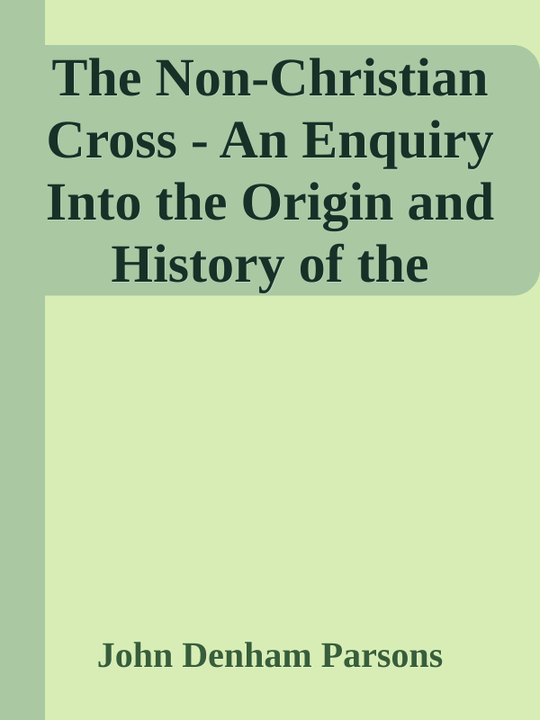 The Non-Christian
Cross - An Enquiry
Into the Origin and
History of the
John Denham Parsons